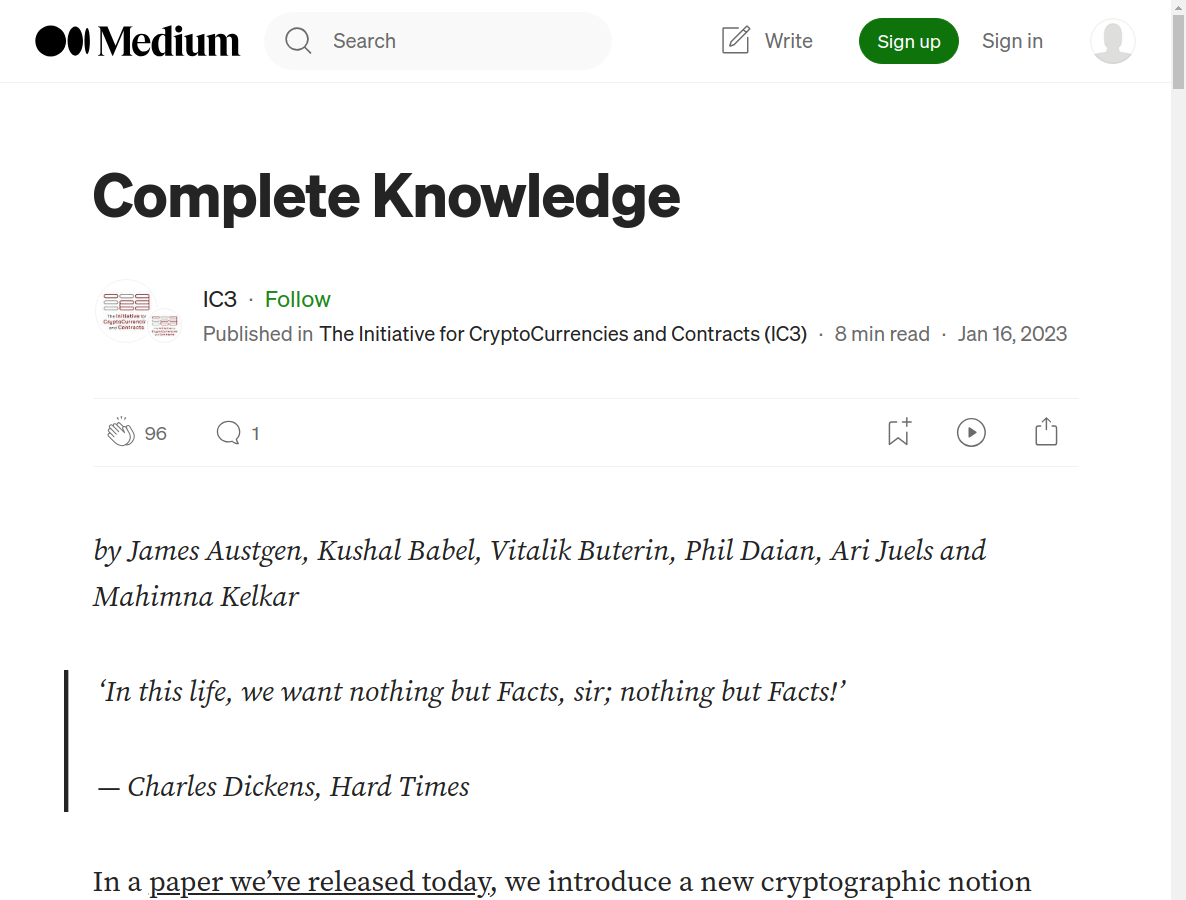 Medium
Search
Write
Sign up
Sign in
Complete Knowledge
IC3 · Follow
Published in The Initiative for CryptoCurrencies and Contracts (IC3) · 8 min read · Jan 16, 2023
96
1
by James Austgen, Kushal Babel, Vitalik Buterin, Phil Daian, Ari Juels and
Mahimna Kelkar
‘In this life, we want nothing but Facts, sir; nothing but Facts!’
— Charles Dickens, Hard Times
In a paper we’ve released today, we introduce a new cryptographic notion